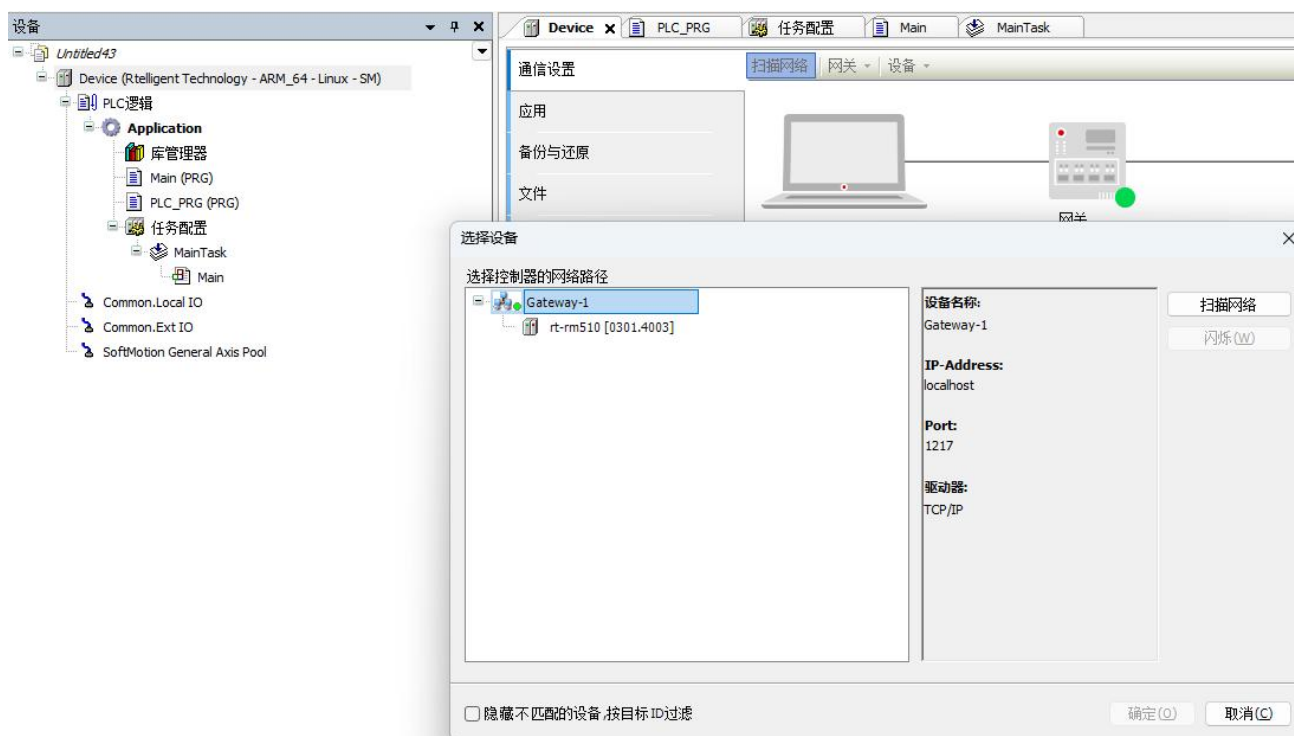 设备
Untitled43
Device (Rtelligent Technology - ARM_64 - Linux - SM)
PLC逻辑
Application
库管理器
Main (PRG)
PLC_PRG (PRG)
任务配置
MainTask
Main
Common.Local IO
Common.Ext IO
SoftMotion General Axis Pool
Device PLC_PRG 任务配置 Main MainTask
通信设置
应用
备份与还原
文件
扫描网络 网关 设备
网关
选择设备
选择控制器的网络路径
Gateway-1
rt-rm510 [0301.4003]
设备名称:
Gateway-1
IP-Address:
localhost
Port:
1217
驱动器:
TCP/IP
扫描网络
闪烁(W)
隐藏不匹配的设备,按目标ID过滤
确定(O) 取消(C)